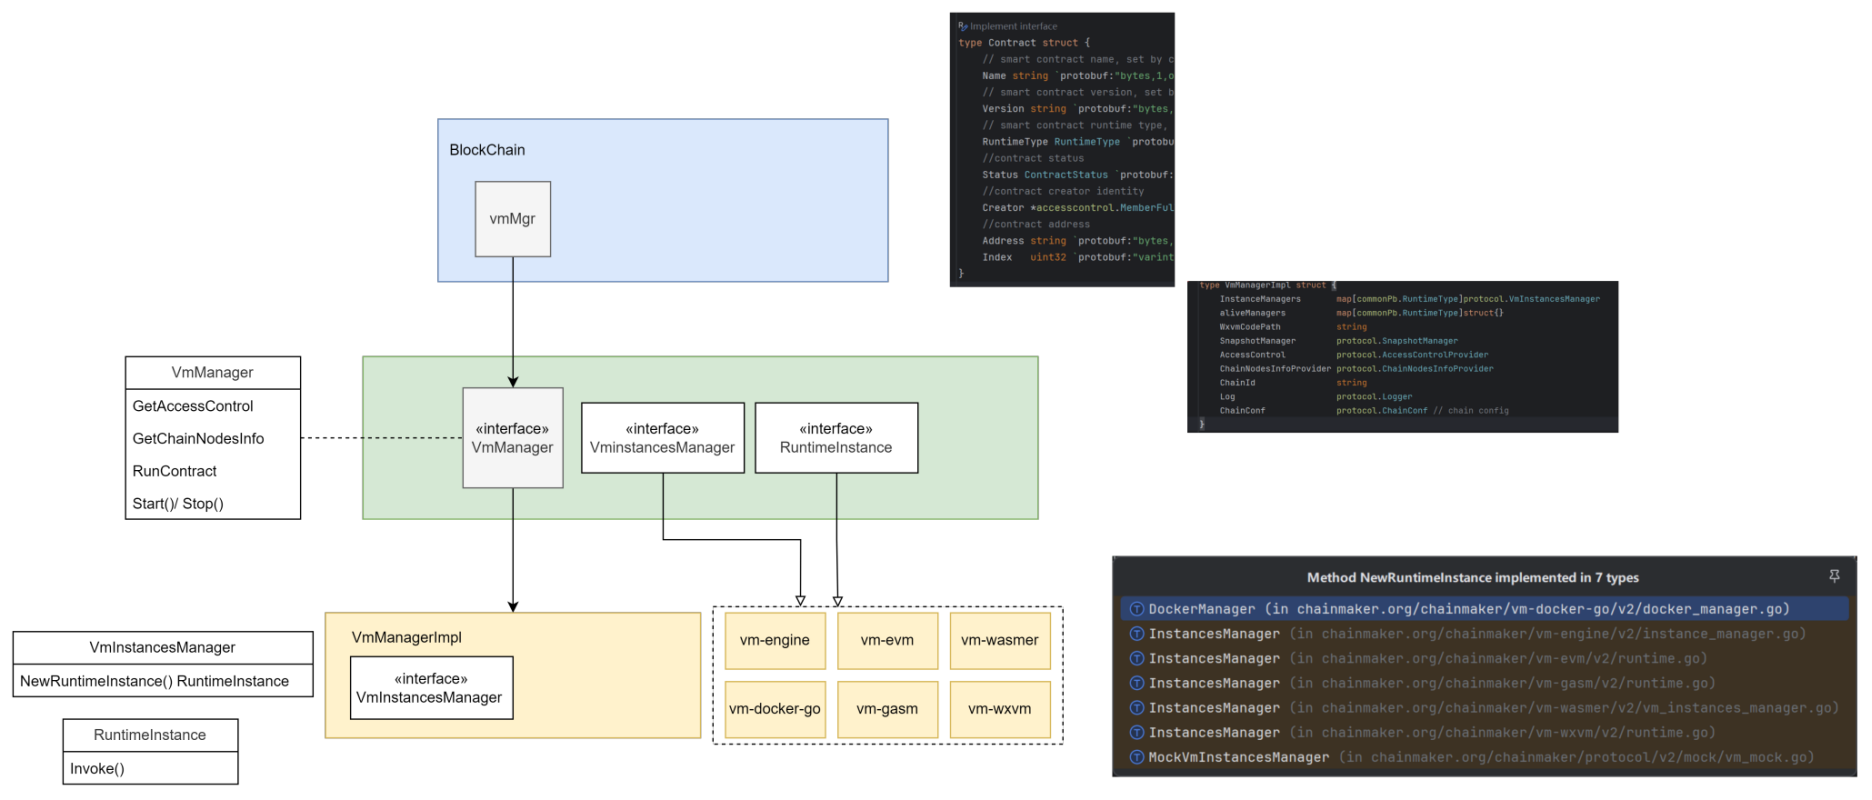 BlockChain
vmMgr
VmManager
GetAccessControl
GetChainNodesInfo
RunContract
Start()/ Stop()
«interface»
VmManager
«interface»
VminstancesManager
«interface»
RuntimeInstance
VmInstancesManager
NewRuntimeInstance() RuntimeInstance
RuntimeInstance
Invoke()
VmManagerImpl
«interface»
VmInstancesManager
vm-engine
vm-evm
vm-wasmer
vm-docker-go
vm-gasm
vm-wxvm
Implement interface
type Contract struct {
// smart contract name, set by c
Name string `protobuf:"bytes,1,o
// smart contract version, set b
Version string `protobuf:"bytes,
// smart contract runtime type,
RuntimeType RuntimeType `protobu
//contract status
Status ContractStatus `protobuf:
//contract creator identity
Creator *accesscontrol.MemberFul
//contract address
Address string `protobuf:"bytes,
Index uint32 `protobuf:"varint
}
type VmManagerImpl struct {
InstanceManagers map[commonPb.RuntimeType]protocol.VmInstancesManager
aliveManagers map[commonPb.RuntimeType]struct{}
WxvmCodePath string
SnapshotManager protocol.SnapshotManager
AccessControl protocol.AccessControlProvider
ChainNodesInfoProvider protocol.ChainNodesInfoProvider
ChainId string
Log protocol.Logger
ChainConf protocol.ChainConf // chain config
}
Method NewRuntimeInstance implemented in 7 types
DockerManager (in chainmaker.org/chainmaker/vm-docker-go/v2/docker_manager.go)
InstancesManager (in chainmaker.org/chainmaker/vm-engine/v2/instance_manager.go)
InstancesManager (in chainmaker.org/chainmaker/vm-evm/v2/runtime.go)
InstancesManager (in chainmaker.org/chainmaker/vm-gasm/v2/runtime.go)
InstancesManager (in chainmaker.org/chainmaker/vm-wasmer/v2/vm_instances_manager.go)
InstancesManager (in chainmaker.org/chainmaker/vm-wxvm/v2/runtime.go)
MockVmInstancesManager (in chainmaker.org/chainmaker/protocol/v2/mock/vm_mock.go)